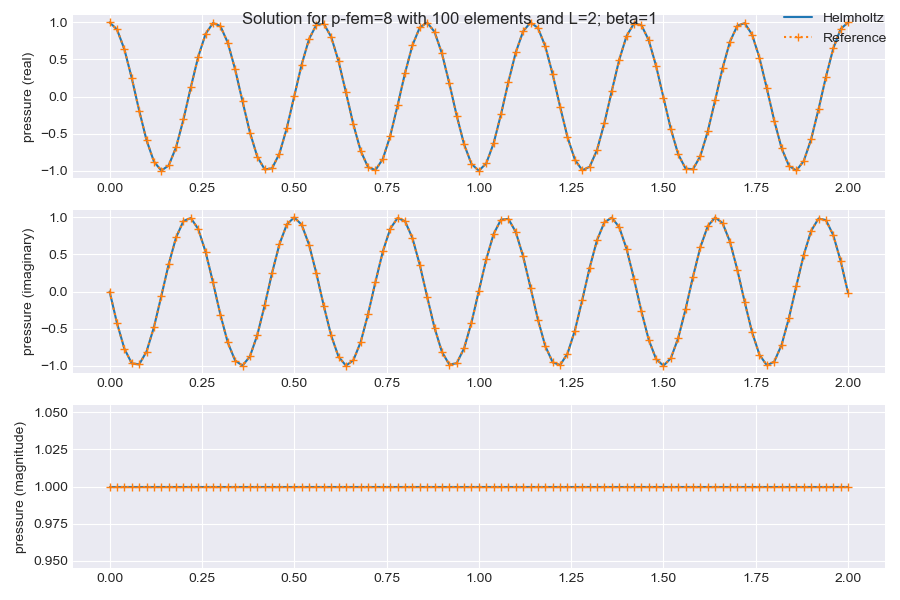 Solution for p-fem=8 with 100 elements and L=2; beta=1
Helmholtz
Reference
pressure (real)
1.0
0.5
0.0
−0.5
−1.0
0.00 0.25 0.50 0.75 1.00 1.25 1.50 1.75 2.00
pressure (imaginary)
1.0
0.5
0.0
−0.5
−1.0
0.00 0.25 0.50 0.75 1.00 1.25 1.50 1.75 2.00
pressure (magnitude)
1.050
1.025
1.000
0.975
0.950
0.00 0.25 0.50 0.75 1.00 1.25 1.50 1.75 2.00